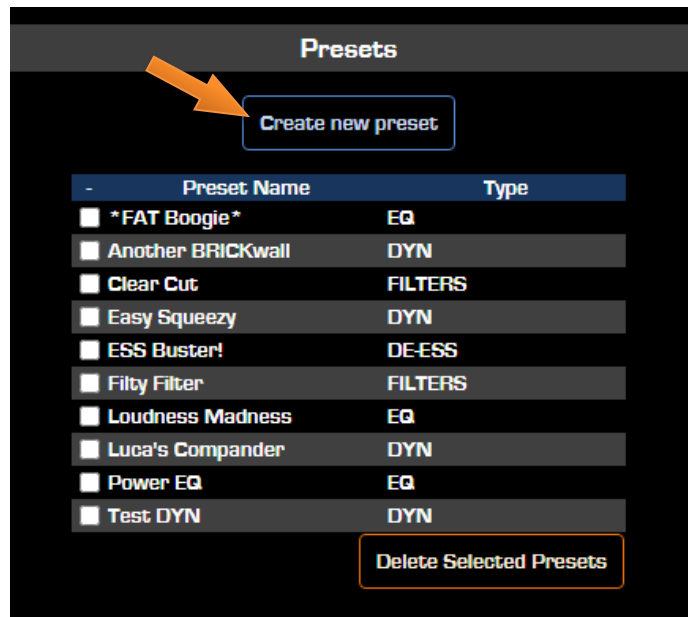 Presets
Create new preset
- Preset Name Type
*FAT Boogie* EQ
Another BRICKwall DYN
Clear Cut FILTERS
Easy Squeezy DYN
ESS Buster! DE-ESS
Filty Filter FILTERS
Loudness Madness EQ
Luca's Compander DYN
Power EQ EQ
Test DYN DYN
Delete Selected Presets